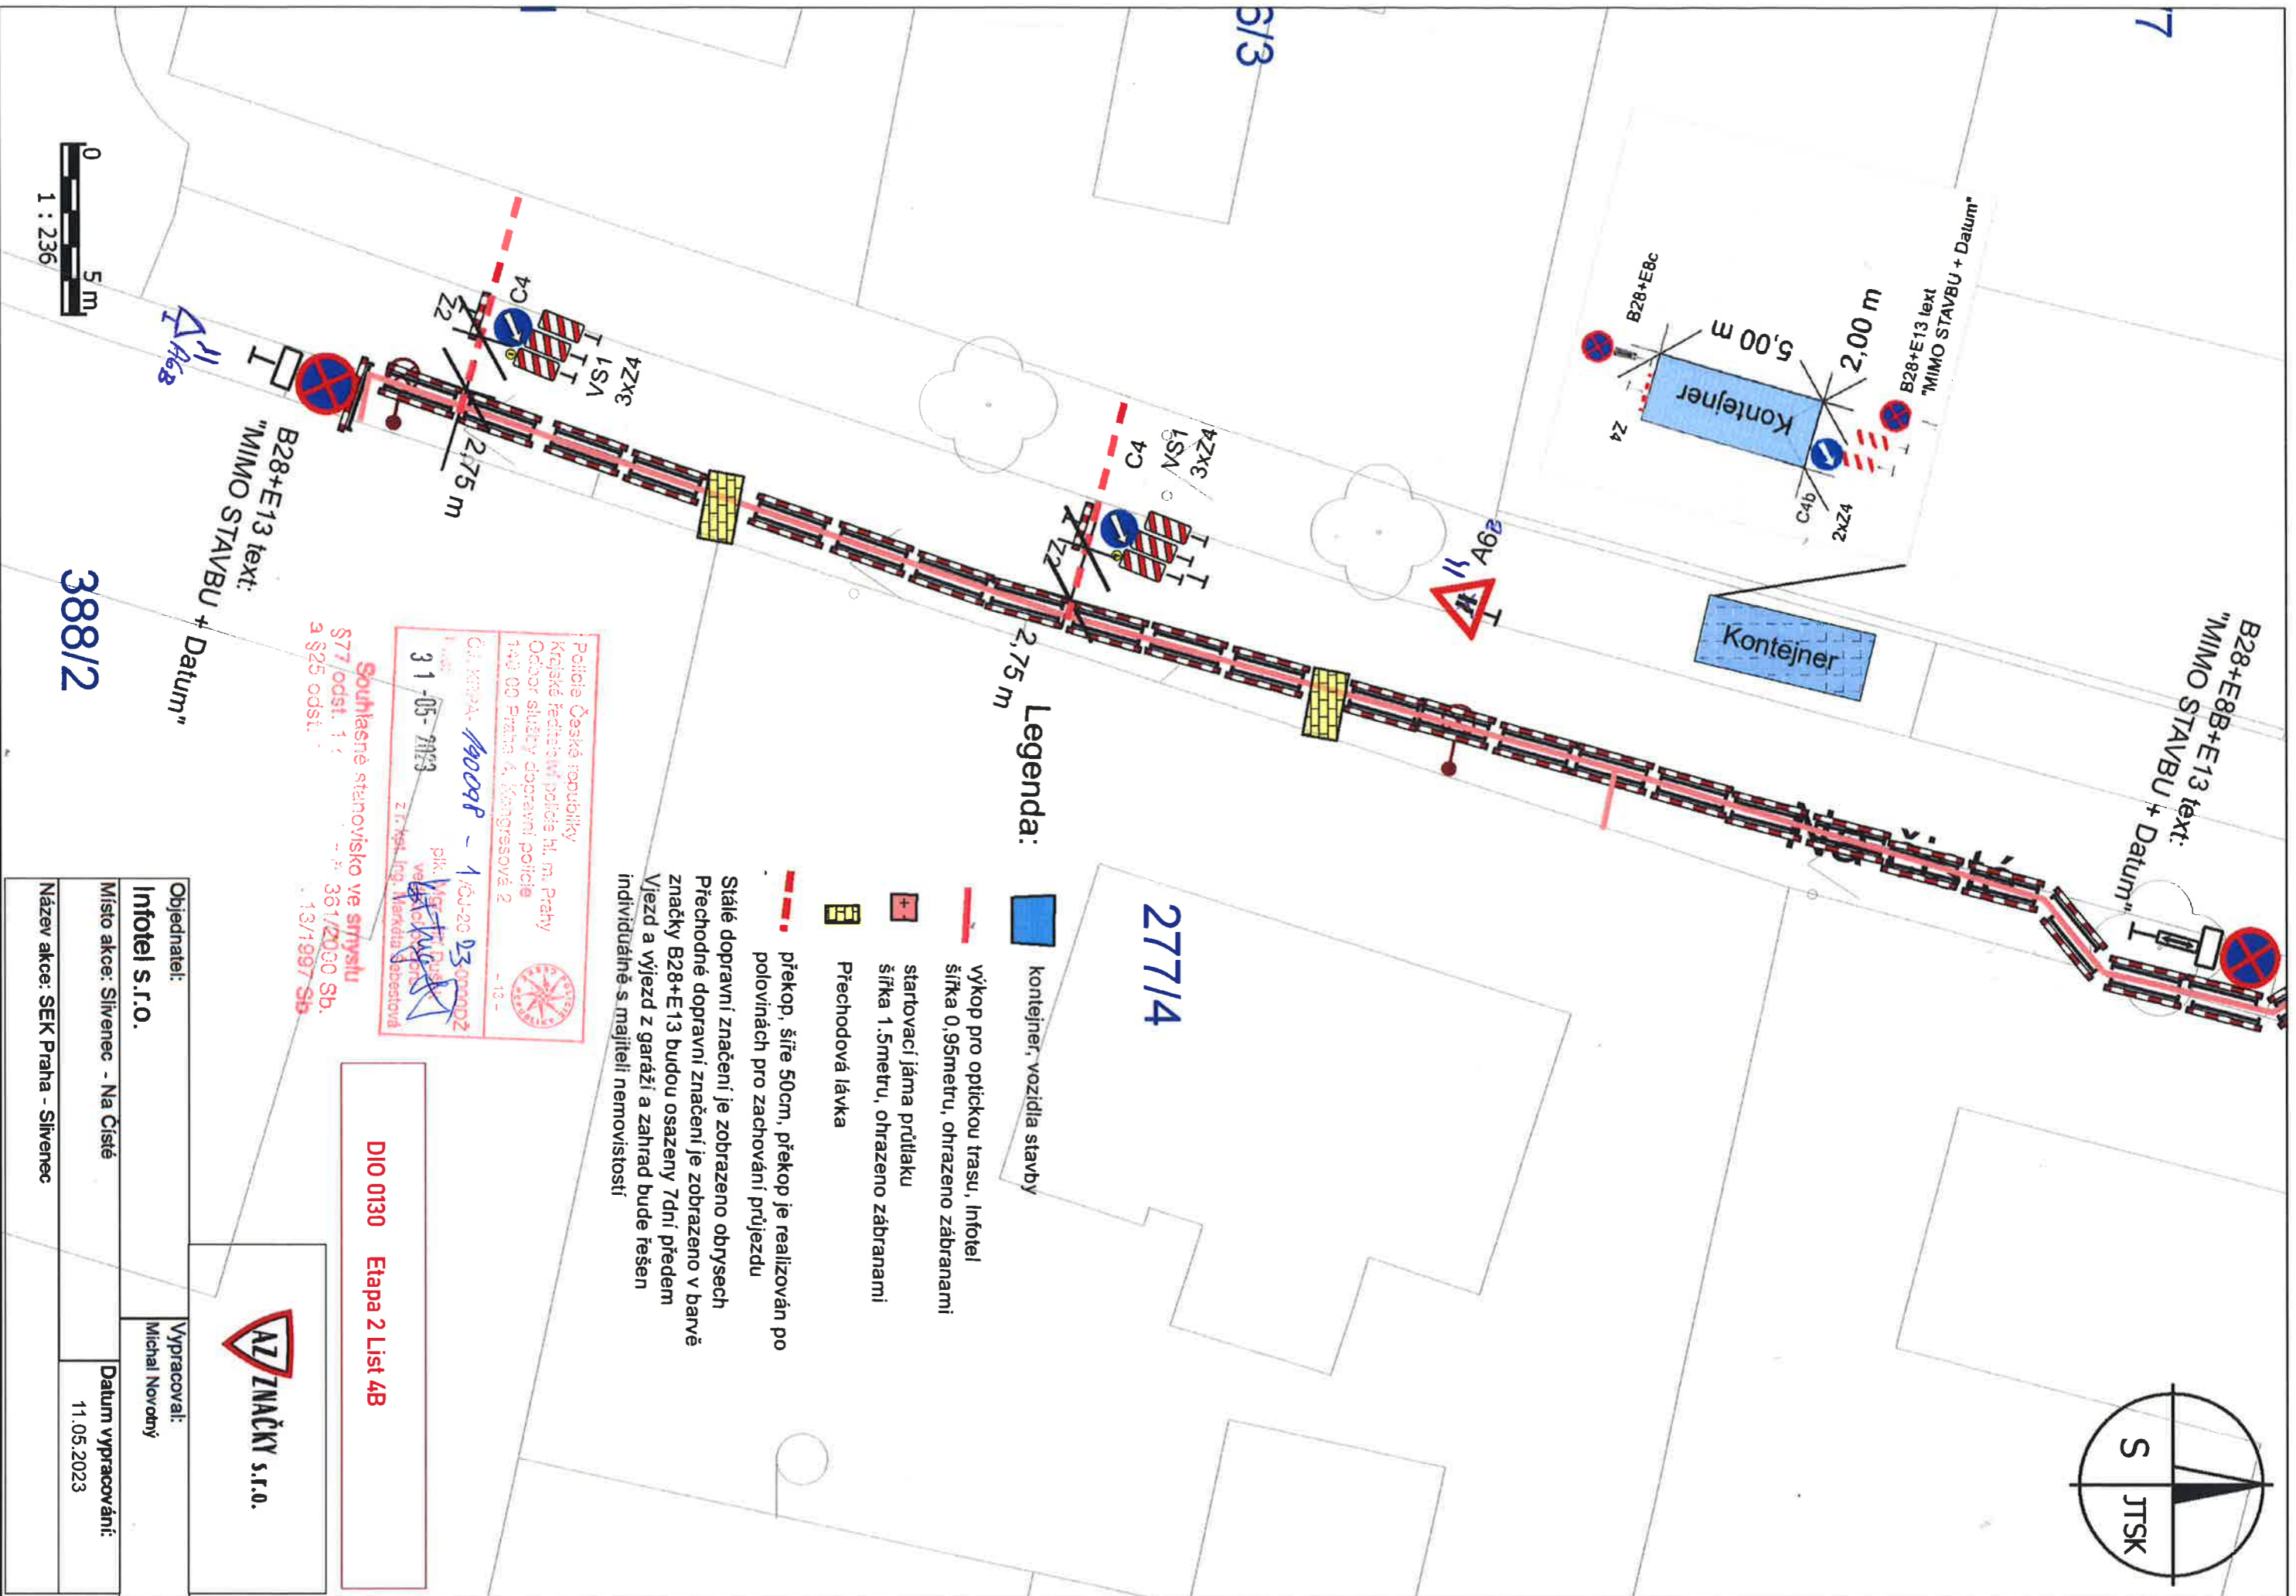 7
6/3
B28+E8c
Z4
5,00 m
2,00 m
Kontejner
B28+E13 text
"MIMO STAVBU + Datum"
C4b
2xZ4
Kontejner
B28+E8B+E13 text:
"MIMO STAVBU + Datum"
A6B
C4
VS1
3xZ4
Z2
2,75 m
C4
VS1
3xZ4
Z2
2,75 m
A6B
B28+E13 text:
"MIMO STAVBU + Datum"
0
5 m
1 : 236
388/2
277/4
S
JTSK
Legenda:
kontejner, vozidla stavby
výkop pro optickou trasu, Infotel
šířka 0,95metru, ohrazeno zábranami
startovací jáma průtlaku
šířka 1.5metru, ohrazeno zábranami
Přechodová lávka
překop, šíře 50cm, překop je realizován po
polovinách pro zachování průjezdu
Stálé dopravní značení je zobrazeno obrysech
Přechodné dopravní značení je zobrazeno v barvě
značky B28+E13 budou osazeny 7dní předem
Vjezd a výjezd z garáží a zahrad bude řešen
individuálně s majiteli nemovistostí
Policie České republiky
Krajské ředitelství policie hl. m. Prahy
Odbor služby dopravní policie
140 00 Praha 4, Kongresová 2
- 13 -
31 -05- 2023
Souhlasné stanovisko ve smyslu
§77 odst. 1
361/2000 Sb.
a §25 odst.
13/1997 Sb
DIO 0130 Etapa 2 List 4B
AZ ZNAČKY s.r.o.
Objednatel:
Infotel s.r.o.
Vypracoval:
Michal Novotný
Místo akce: Slivenec - Na Čisté
Datum vypracování:
11.05.2023
Název akce: SEK Praha - Slivenec